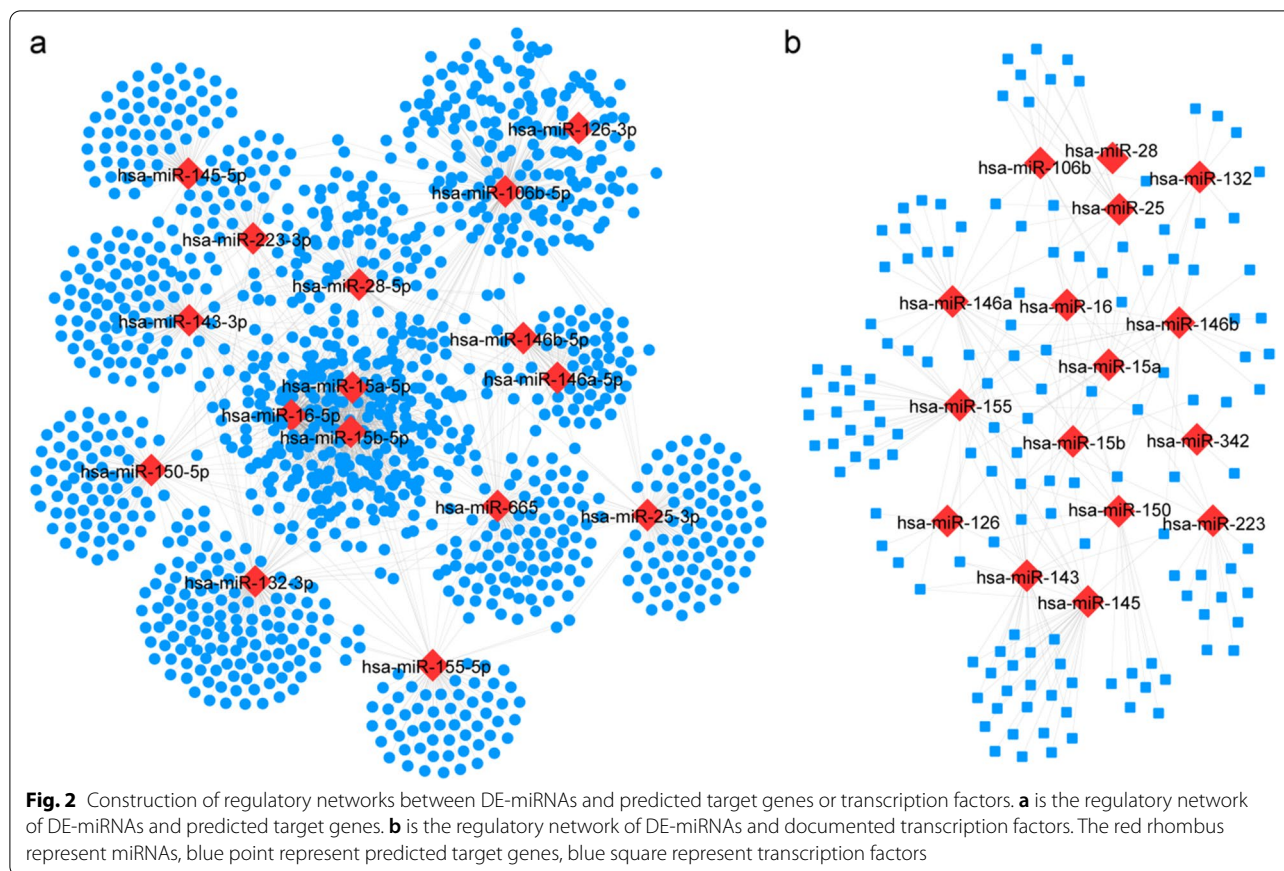 a
hsa-miR-126-3p
hsa-miR-145-5p
hsa-miR-106b-5p
hsa-miR-223-3p
hsa-miR-28-5p
hsa-miR-143-3p
hsa-miR-146b-5p
hsa-miR-146a-5p
hsa-miR-15a-5p
hsa-miR-16-5p
hsa-miR-15b-5p
hsa-miR-150-5p
hsa-miR-665
hsa-miR-25-3p
hsa-miR-132-3p
hsa-miR-155-5p
b
hsa-miR-28
hsa-miR-106b
hsa-miR-132
hsa-miR-25
hsa-miR-146a
hsa-miR-16
hsa-miR-146b
hsa-miR-15a
hsa-miR-155
hsa-miR-15b
hsa-miR-342
hsa-miR-126
hsa-miR-150
hsa-miR-223
hsa-miR-143
hsa-miR-145
Fig. 2 Construction of regulatory networks between DE-miRNAs and predicted target genes or transcription factors. a is the regulatory network
of DE-miRNAs and predicted target genes. b is the regulatory network of DE-miRNAs and documented transcription factors. The red rhombus
represent miRNAs, blue point represent predicted target genes, blue square represent transcription factors